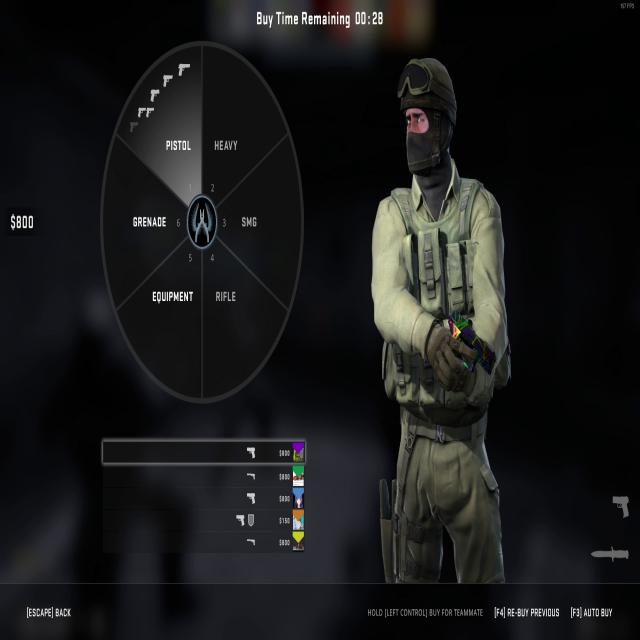 Buy Time Remaining 00:28
197 FPS
PISTOL
HEAVY
1
2
$800
GRENADE
6
3
SMG
5
4
EQUIPMENT
RIFLE
$800
$800
$800
$150
$800
[ESCAPE] BACK
HOLD [LEFT CONTROL] BUY FOR TEAMMATE
[F4] RE-BUY PREVIOUS
[F3] AUTO BUY